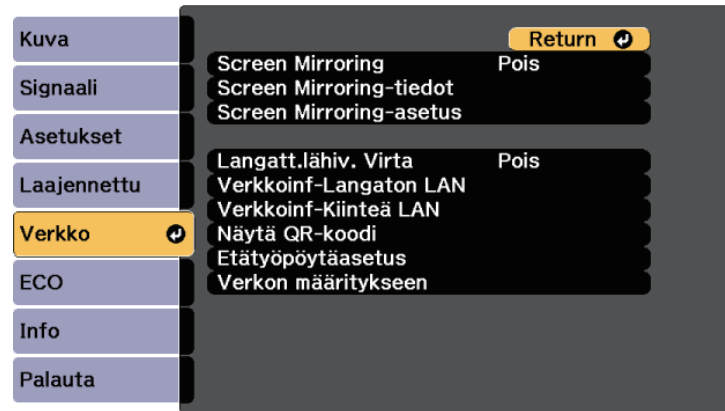 Kuva
Signaali
Asetukset
Laajennettu
Verkko
ECO
Info
Palauta
Return
Screen Mirroring Pois
Screen Mirroring-tiedot
Screen Mirroring-asetus
Langatt.lähiv. Virta Pois
Verkkoinf-Langaton LAN
Verkkoinf-Kiinteä LAN
Näytä QR-koodi
Etätyöpöytäasetus
Verkon määritykseen